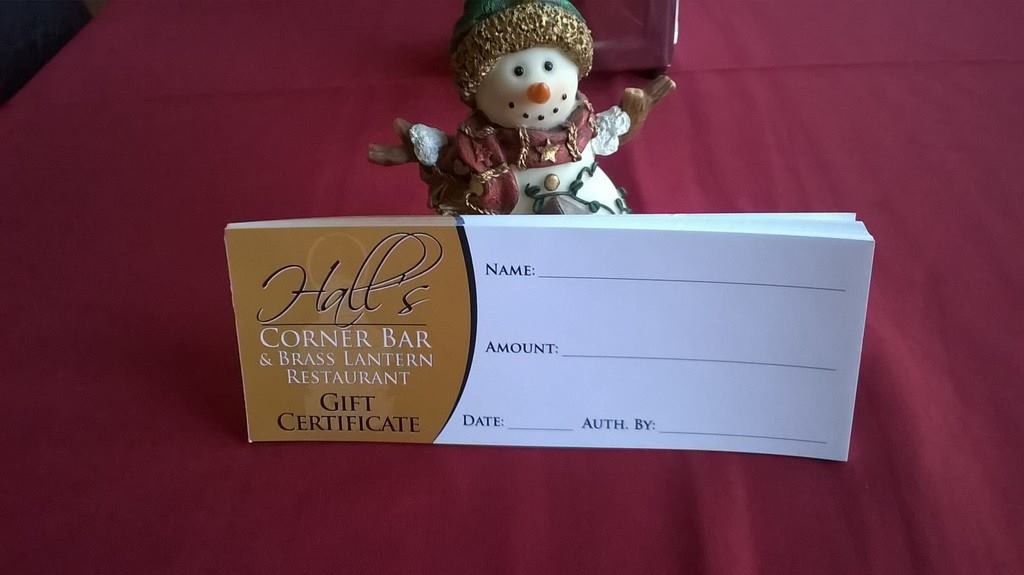 Hall's
Corner Bar
& Brass Lantern
Restaurant
Gift
Certificate
Name:
Amount:
Date: Auth. By: